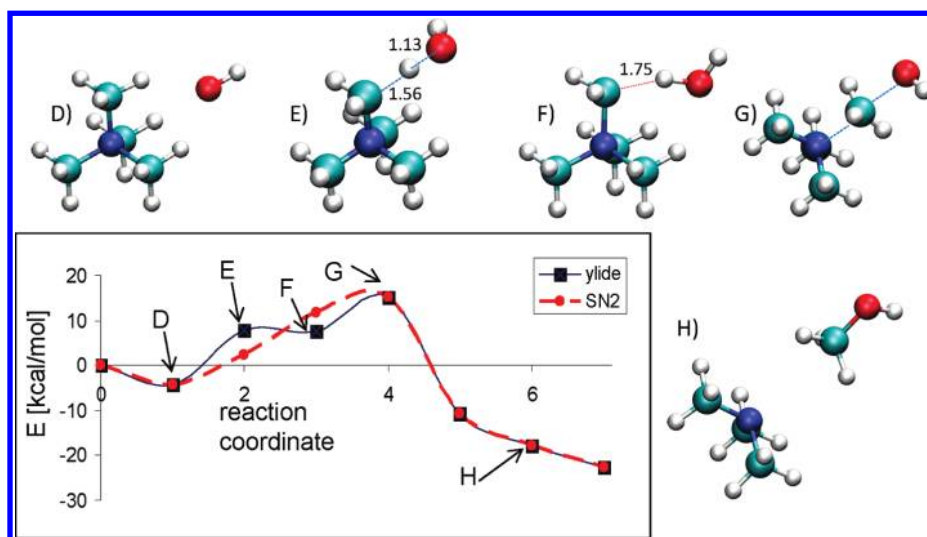 D)
E)
1.13
1.56
F)
1.75
G)
E [kcal/mol]
20
10
0
-10
-20
-30
0
2
4
6
reaction
coordinate
D
E
F
G
H
ylide
SN2
H)